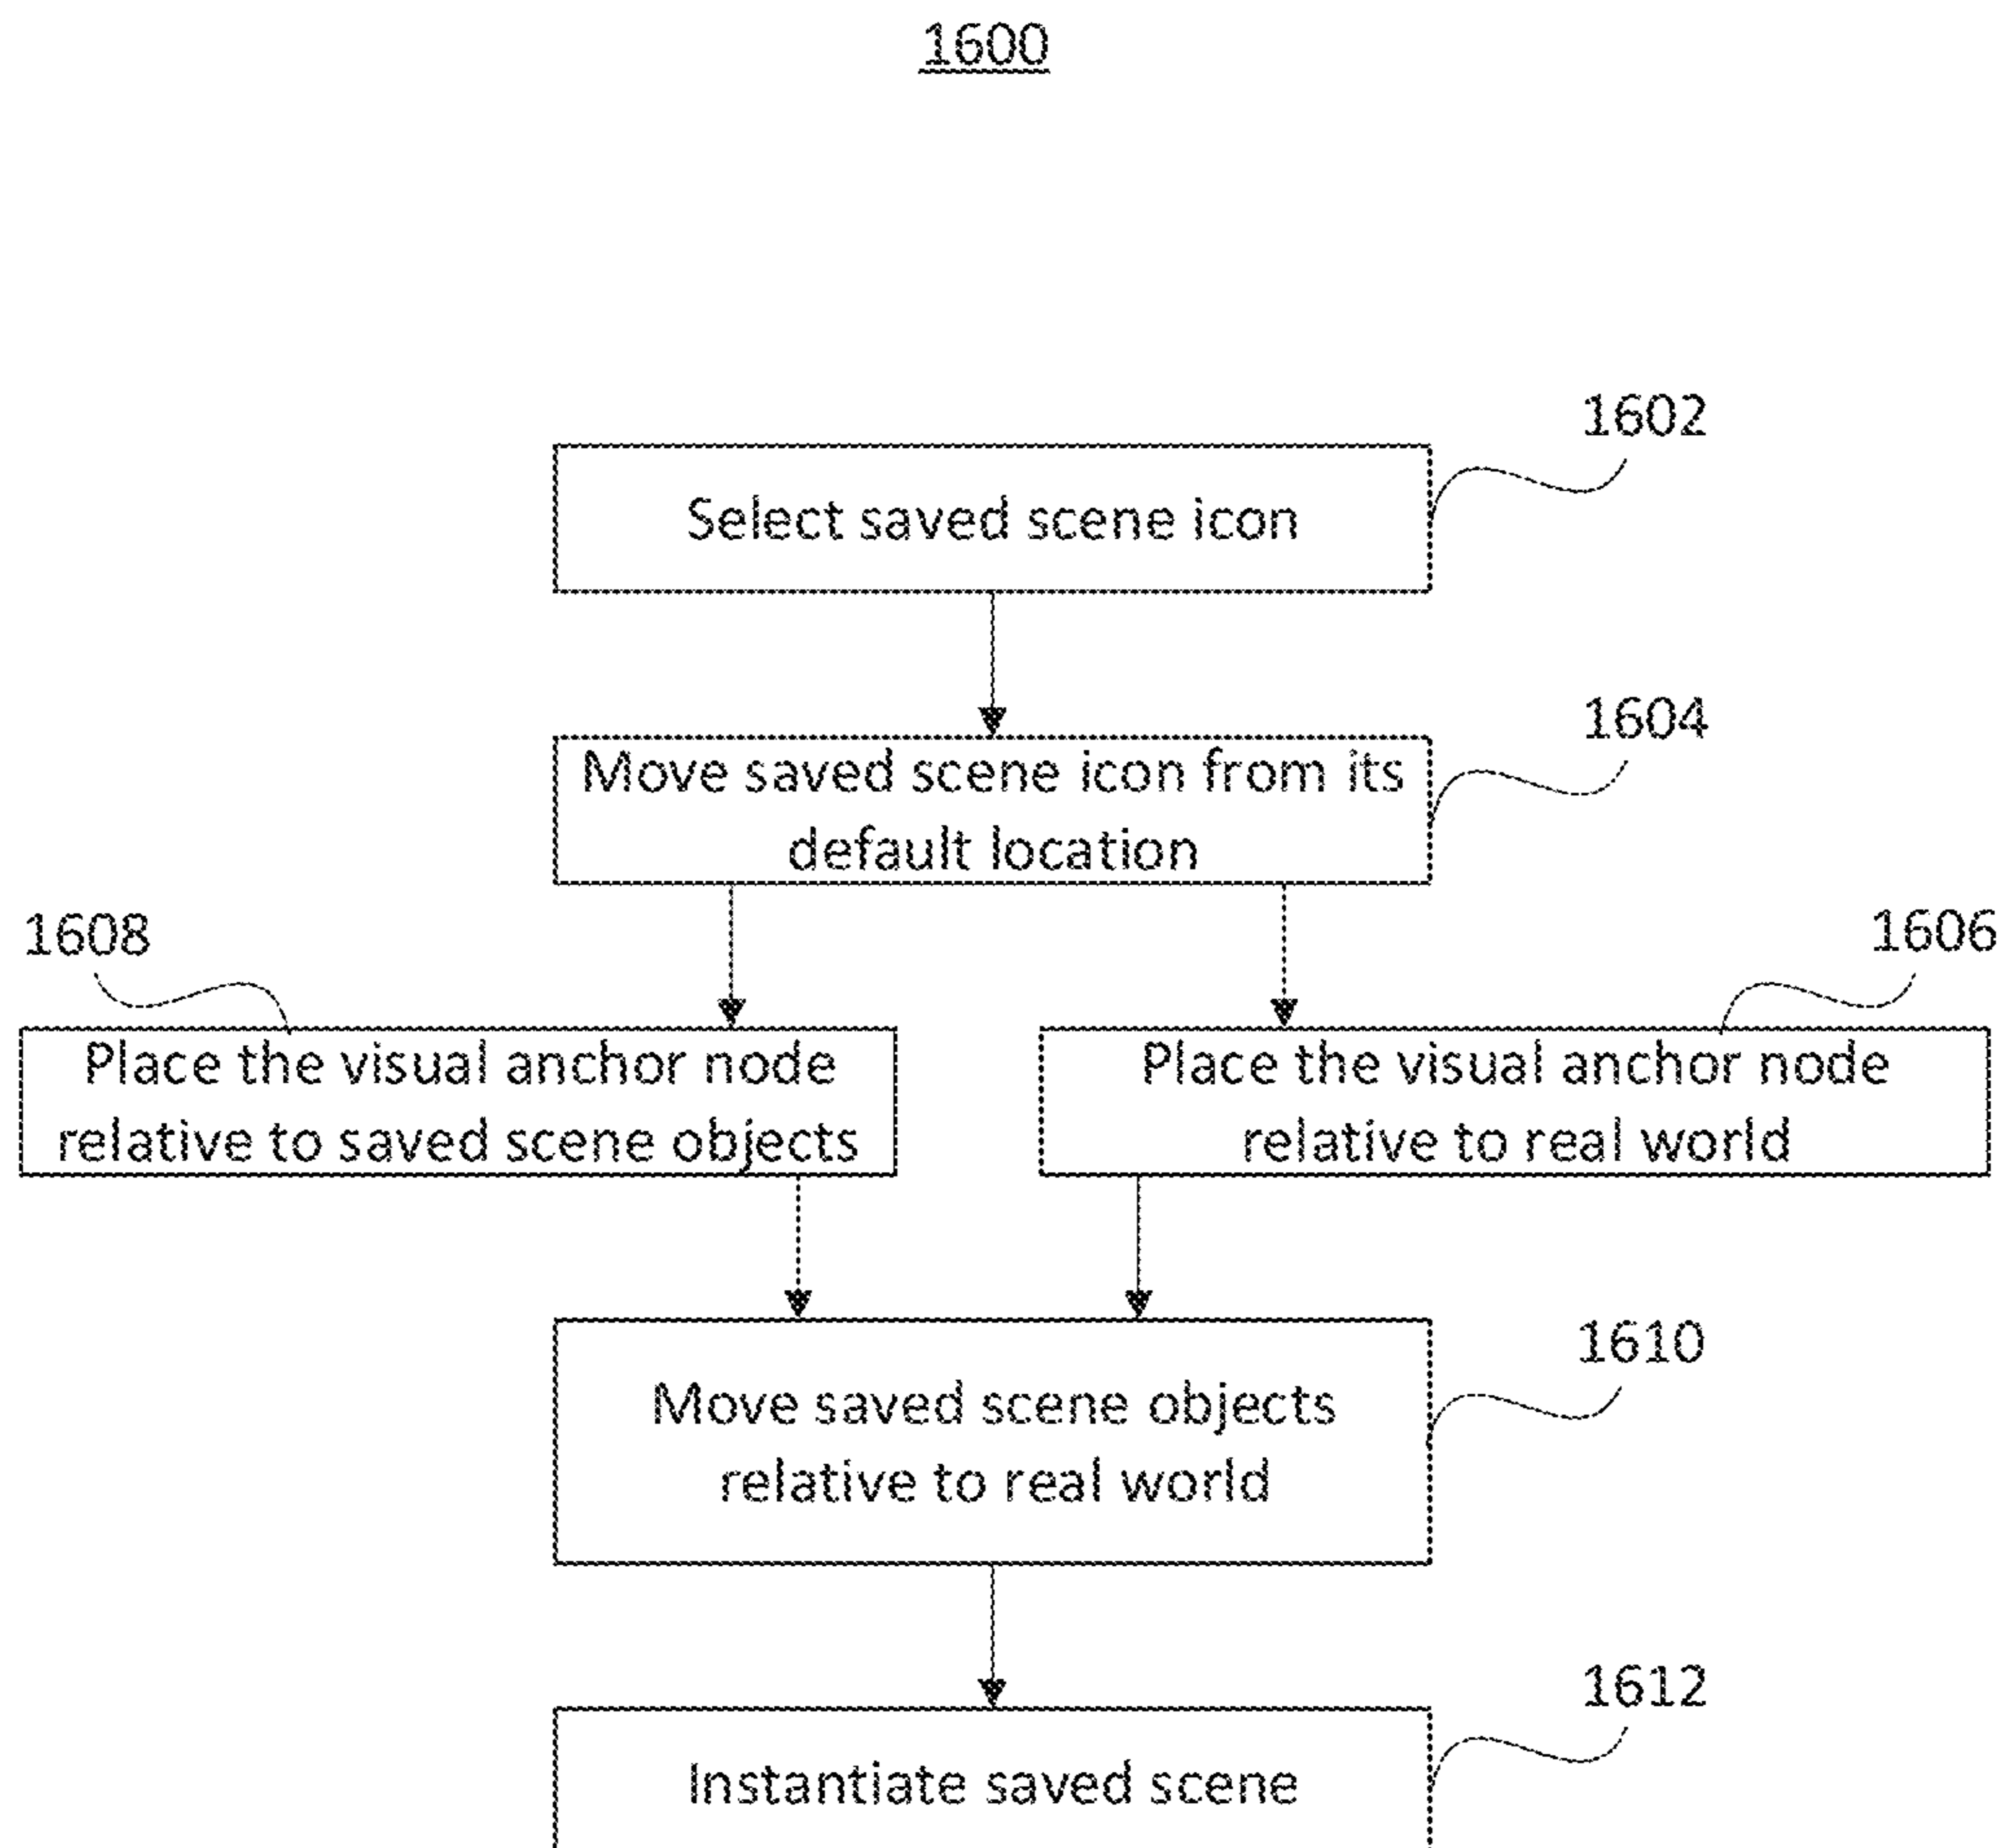 1600
1602
Select saved scene icon
1604
Move saved scene icon from its
default location
1608
1606
Place the visual anchor node
relative to saved scene objects
Place the visual anchor node
relative to real world
1610
Move saved scene objects
relative to real world
1612
Instantiate saved scene